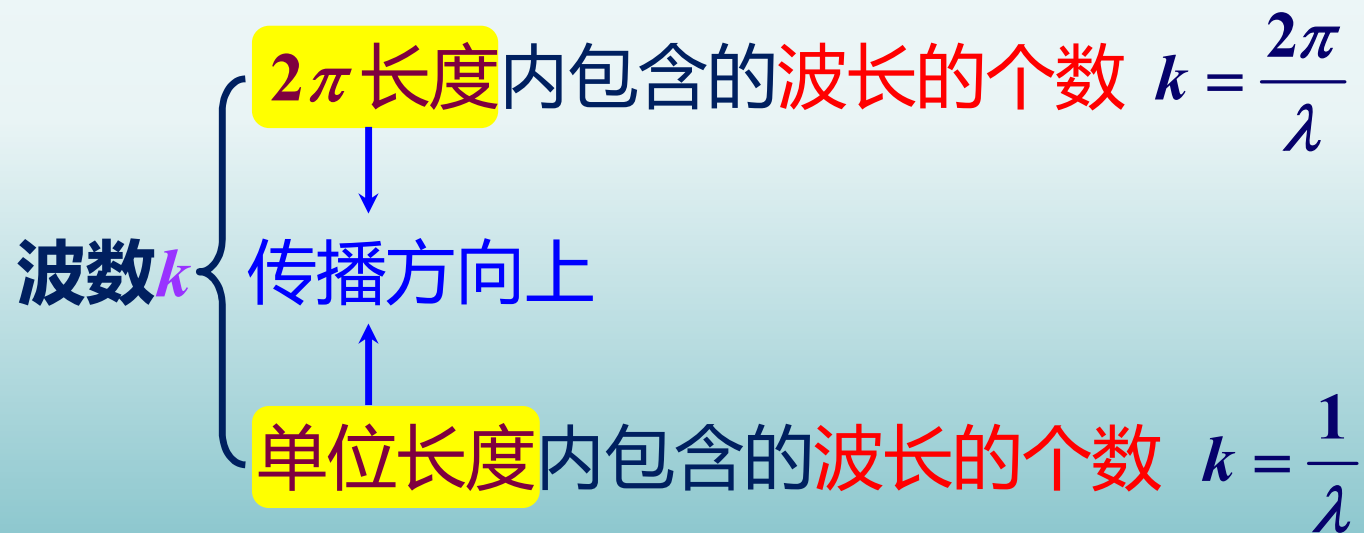 2π长度内包含的波长的个数 k = 2π/λ
波数k 传播方向上
单位长度内包含的波长的个数 k = 1/λ